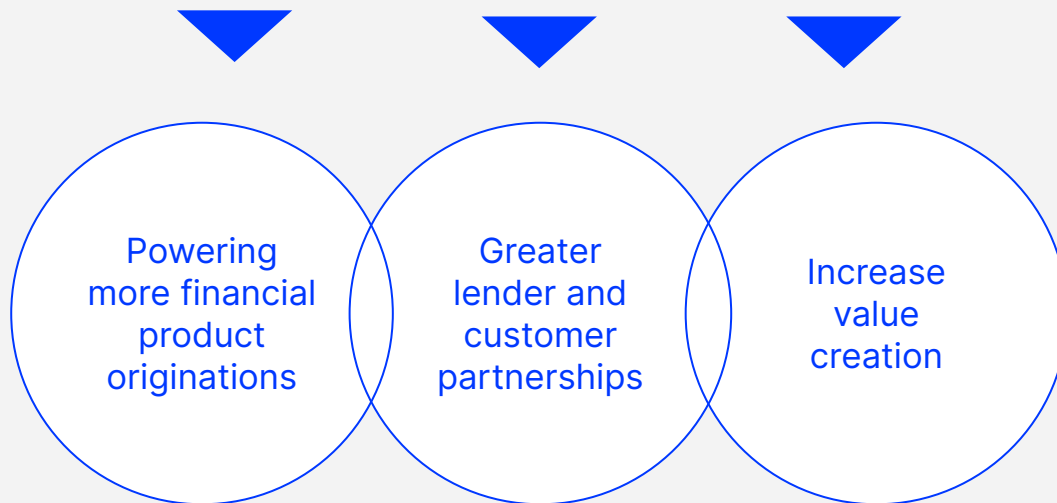 Powering
more financial
product
originations
Greater
lender and
customer
partnerships
Increase
value
creation